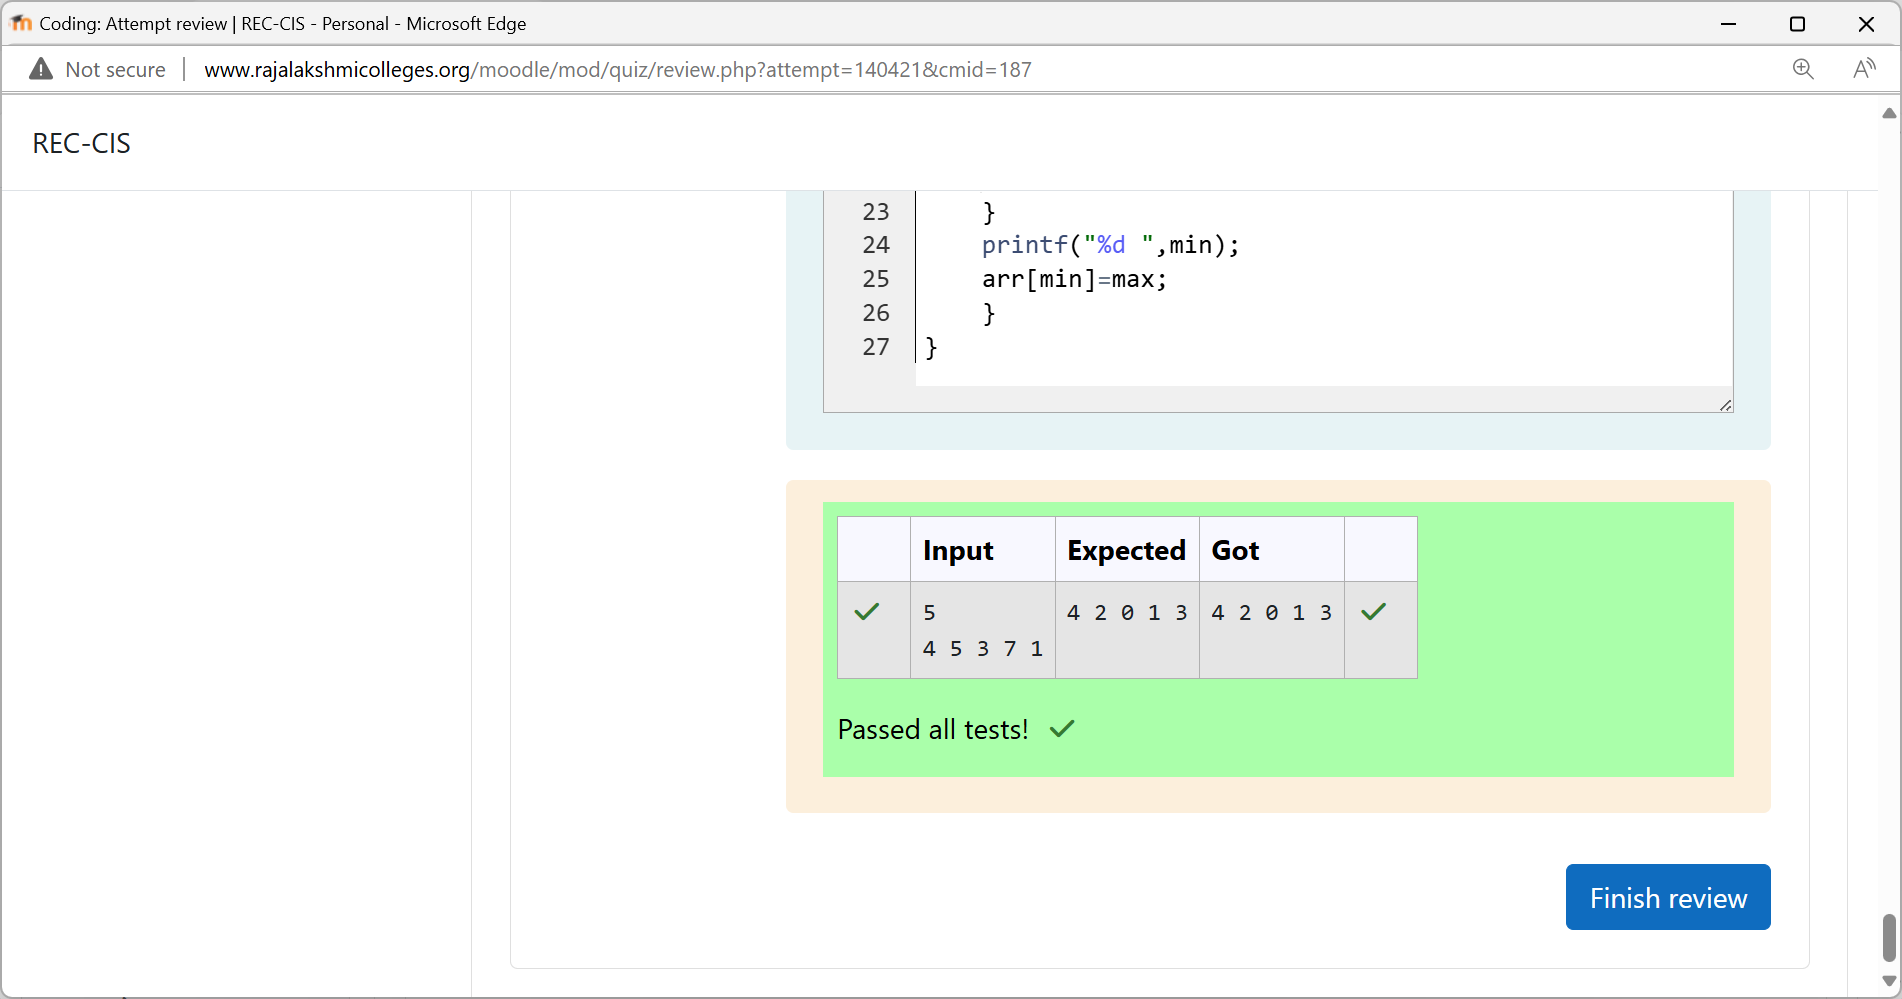 Coding: Attempt review | REC-CIS - Personal - Microsoft Edge
Not secure | www.rajalakshmicolleges.org/moodle/mod/quiz/review.php?attempt=140421&cmid=187
REC-CIS
23 }
24 printf("%d ",min);
25 arr[min]=max;
26 }
27 }
Input Expected Got
5 4 2 0 1 3 4 2 0 1 3
4 5 3 7 1
Passed all tests!
Finish review